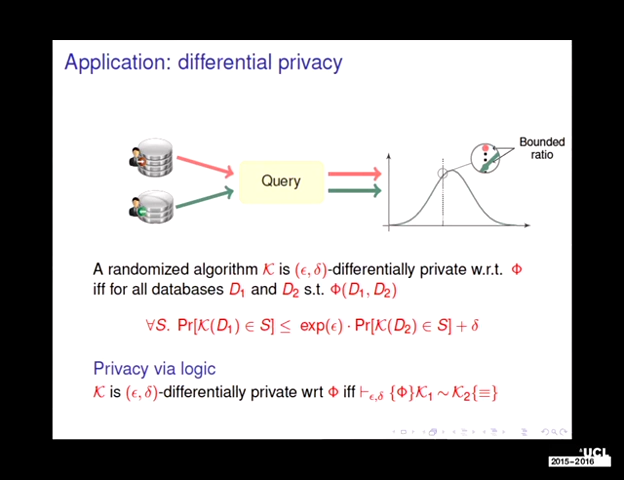 Application: differential privacy
Bounded
ratio
Query
A randomized algorithm K is (ϵ, δ)-differentially private w.r.t. Φ
iff for all databases D₁ and D₂ s.t. Φ(D₁, D₂)
∀S. Pr[K(D₁) ∈ S] ≤ exp(ϵ) · Pr[K(D₂) ∈ S] + δ
Privacy via logic
K is (ϵ, δ)-differentially private wrt Φ iff ⊢ϵ,δ {Φ}K₁ ∼ K₂{≡}
UCL
2015–2016